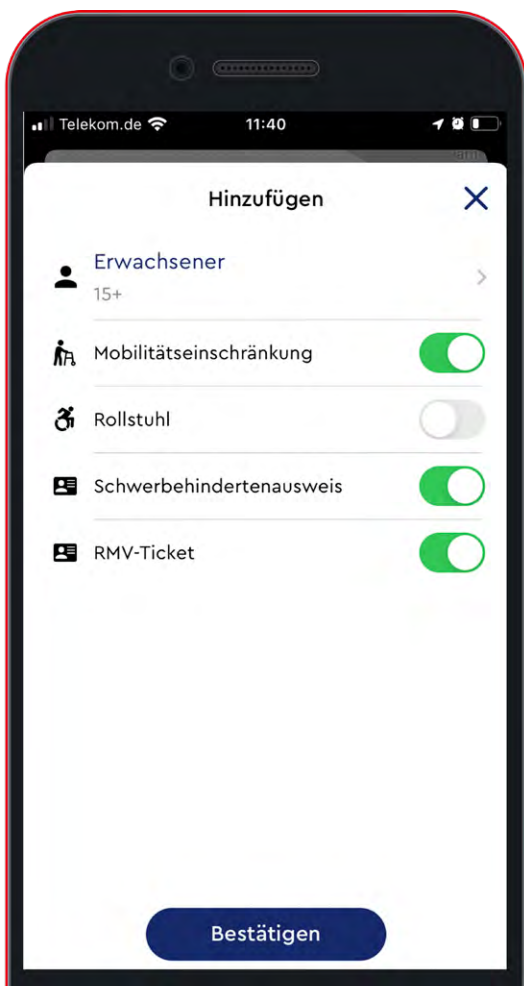 Telekom.de 11:40
Hinzufügen
Erwachsener
15+
Mobilitätseinschränkung
Rollstuhl
Schwerbehindertenausweis
RMV-Ticket
Bestätigen